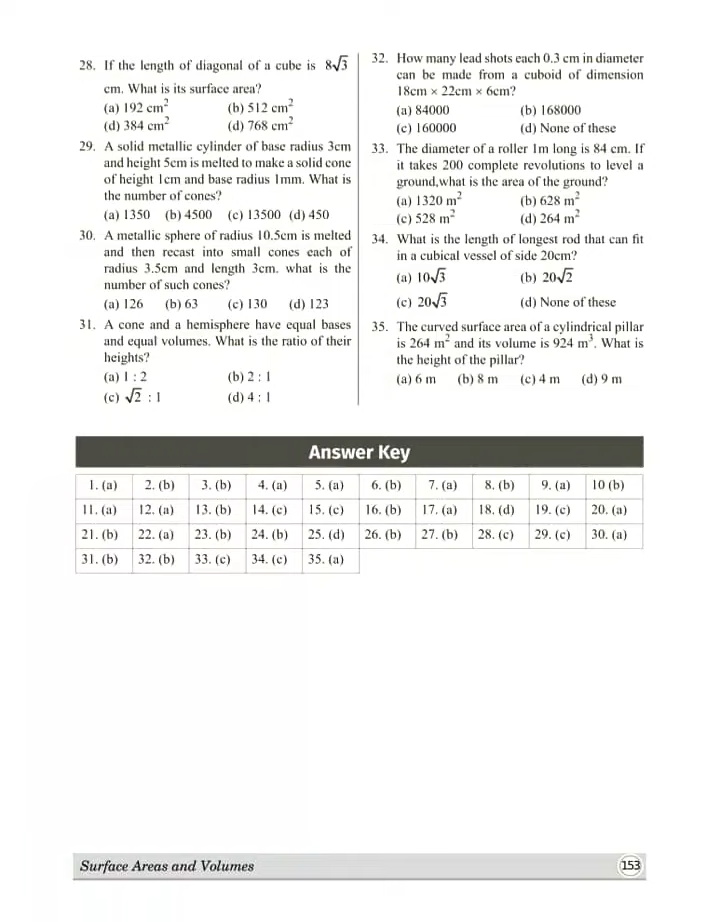 28. If the length of diagonal of a cube is 8√3
cm. What is its surface area?
(a) 192 cm² (b) 512 cm²
(d) 384 cm² (d) 768 cm²
29. A solid metallic cylinder of base radius 3cm
and height 5cm is melted to make a solid cone
of height 1cm and base radius 1mm. What is
the number of cones?
(a) 1350 (b) 4500 (c) 13500 (d) 450
30. A metallic sphere of radius 10.5cm is melted
and then recast into small cones each of
radius 3.5cm and length 3cm. what is the
number of such cones?
(a) 126 (b) 63 (c) 130 (d) 123
31. A cone and a hemisphere have equal bases
and equal volumes. What is the ratio of their
heights?
(a) 1 : 2 (b) 2 : 1
(c) √2 : 1 (d) 4 : 1
32. How many lead shots each 0.3 cm in diameter
can be made from a cuboid of dimension
18cm × 22cm × 6cm?
(a) 84000 (b) 168000
(c) 160000 (d) None of these
33. The diameter of a roller 1m long is 84 cm. If
it takes 200 complete revolutions to level a
ground,what is the area of the ground?
(a) 1320 m² (b) 628 m²
(c) 528 m² (d) 264 m²
34. What is the length of longest rod that can fit
in a cubical vessel of side 20cm?
(a) 10√3 (b) 20√2
(c) 20√3 (d) None of these
35. The curved surface area of a cylindrical pillar
is 264 m² and its volume is 924 m³. What is
the height of the pillar?
(a) 6 m (b) 8 m (c) 4 m (d) 9 m
Answer Key
1. (a) 2. (b) 3. (b) 4. (a) 5. (a) 6. (b) 7. (a) 8. (b) 9. (a) 10 (b)
11. (a) 12. (a) 13. (b) 14. (c) 15. (c) 16. (b) 17. (a) 18. (d) 19. (c) 20. (a)
21. (b) 22. (a) 23. (b) 24. (b) 25. (d) 26. (b) 27. (b) 28. (c) 29. (c) 30. (a)
31. (b) 32. (b) 33. (c) 34. (c) 35. (a)
Surface Areas and Volumes 153